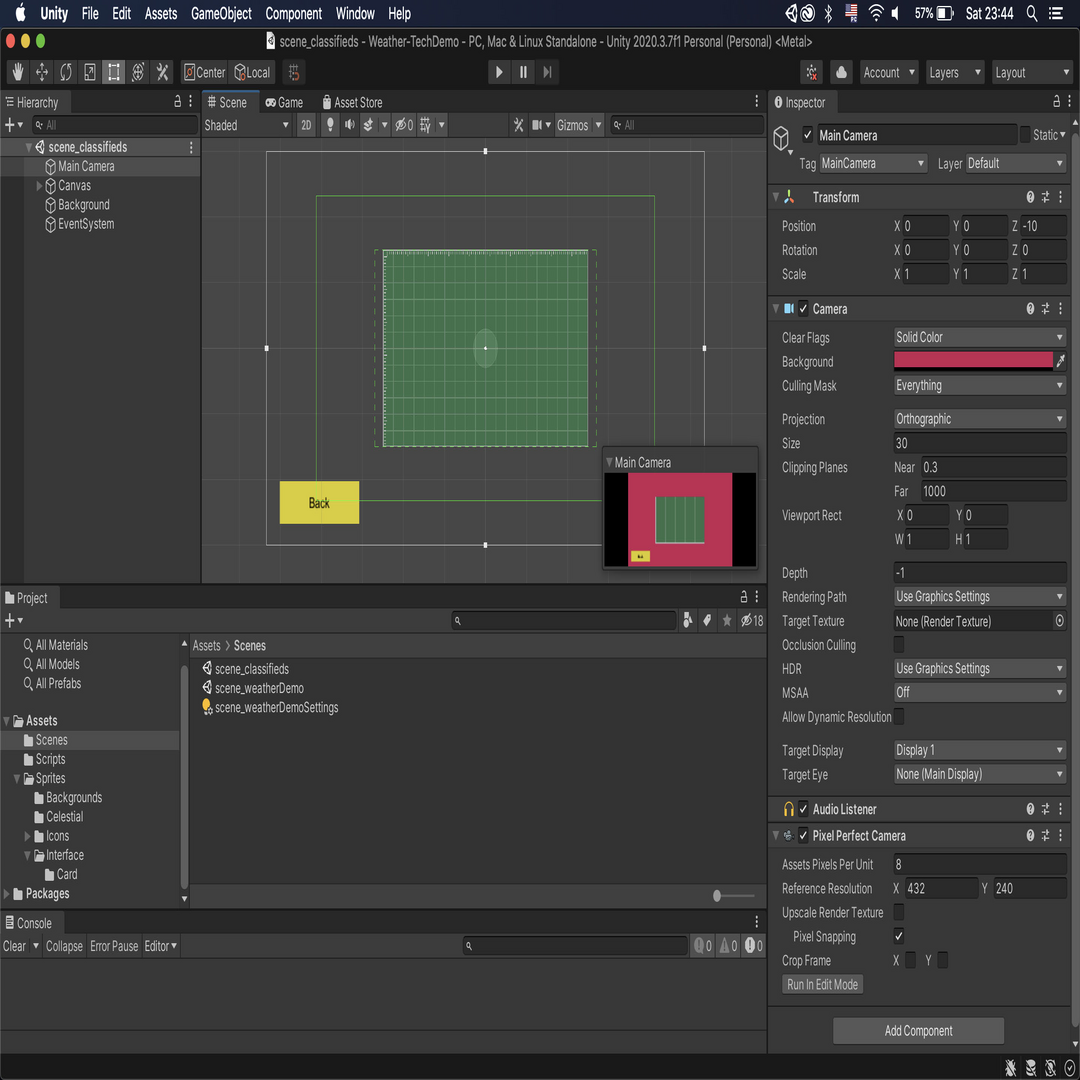 Unity File Edit Assets GameObject Component Window Help 57% Sat 23:44
scene_classifieds - Weather-TechDemo - PC, Mac & Linux Standalone - Unity 2020.3.7f1 Personal (Personal) <Metal>
Center Local Account Layers Layout
Hierarchy
All
scene_classifieds
Main Camera
Canvas
Background
EventSystem
Scene Game Asset Store
Shaded 2D 0 Gizmos All
Back
Main Camera
Back
Inspector
Main Camera Static
Tag MainCamera Layer Default
Transform
Position X 0 Y 0 Z -10
Rotation X 0 Y 0 Z 0
Scale X 1 Y 1 Z 1
Camera
Clear Flags Solid Color
Background
Culling Mask Everything
Projection Orthographic
Size 30
Clipping Planes Near 0.3
Far 1000
Viewport Rect X 0 Y 0
W 1 H 1
Depth -1
Rendering Path Use Graphics Settings
Target Texture None (Render Texture)
Occlusion Culling
HDR Use Graphics Settings
MSAA Off
Allow Dynamic Resolution
Target Display Display 1
Target Eye None (Main Display)
Audio Listener
Pixel Perfect Camera
Assets Pixels Per Unit 8
Reference Resolution X 432 Y 240
Upscale Render Texture
Pixel Snapping
Crop Frame X Y
Run In Edit Mode
Add Component
Project
18
All Materials
All Models
All Prefabs
Assets
Scenes
Scripts
Sprites
Backgrounds
Celestial
Icons
Interface
Card
Packages
Assets > Scenes
scene_classifieds
scene_weatherDemo
scene_weatherDemoSettings
Console
Clear Collapse Error Pause Editor 0 0 0